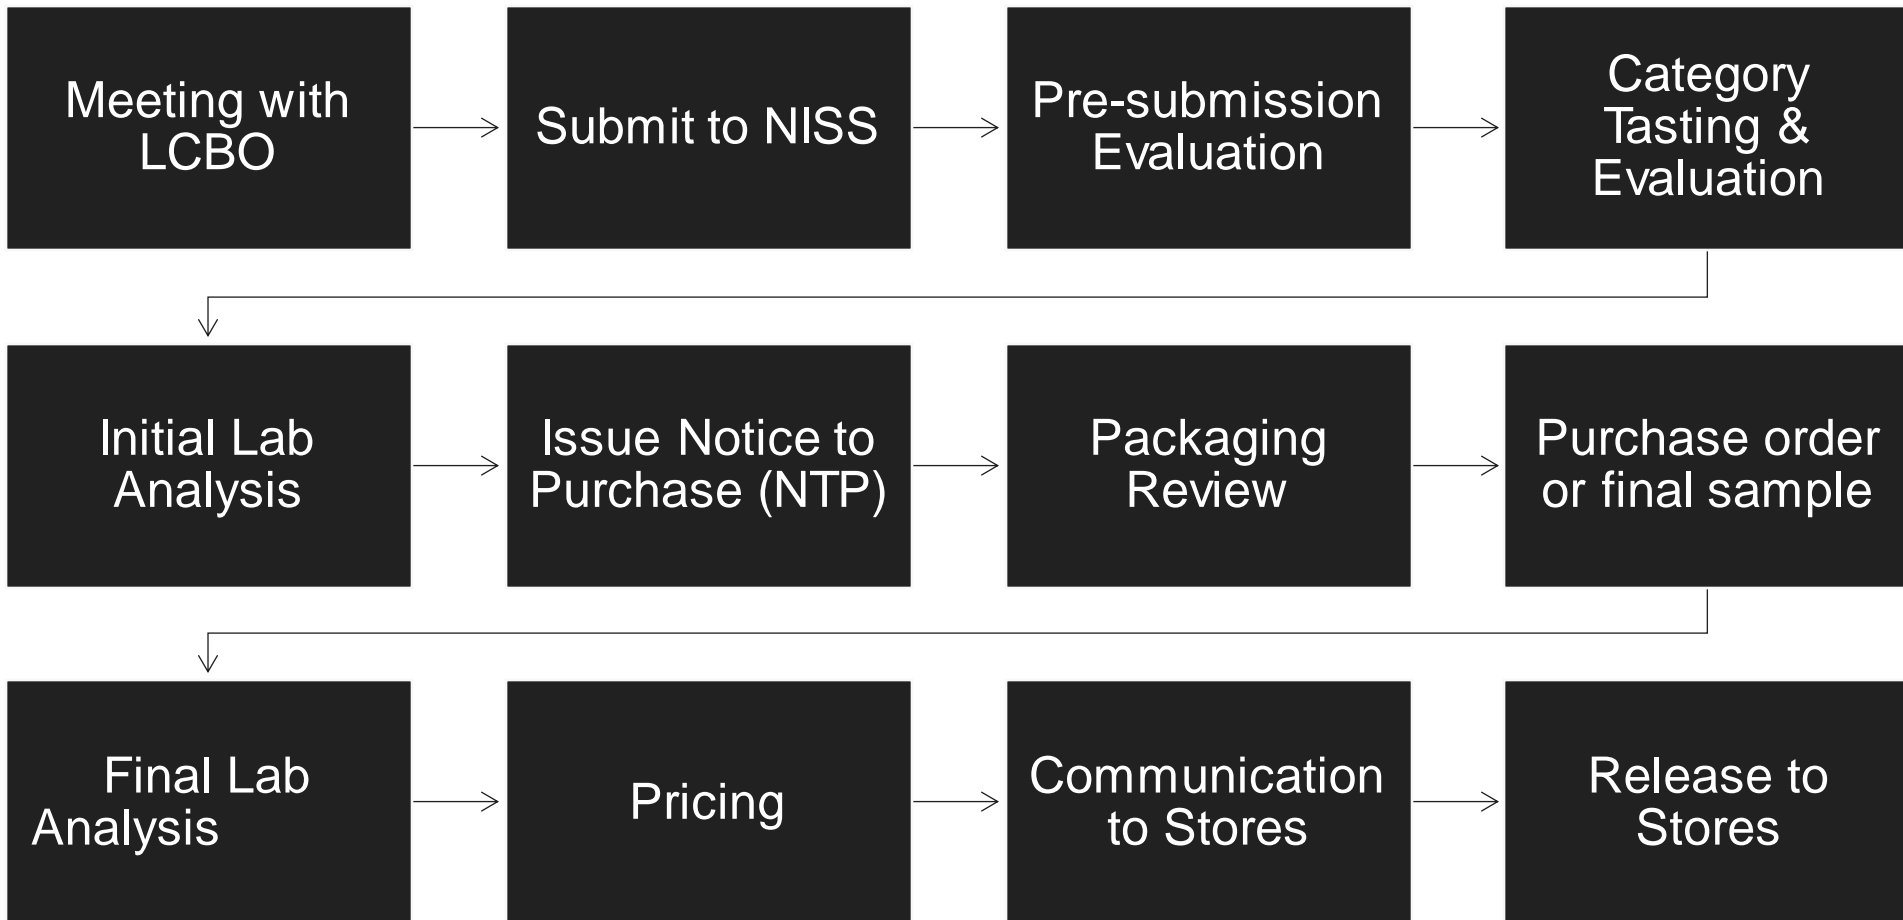 Meeting with
LCBO
Submit to NISS
Pre-submission
Evaluation
Category
Tasting &
Evaluation
Initial Lab
Analysis
Issue Notice to
Purchase (NTP)
Packaging
Review
Purchase order
or final sample
Final Lab
Analysis
Pricing
Communication
to Stores
Release to
Stores